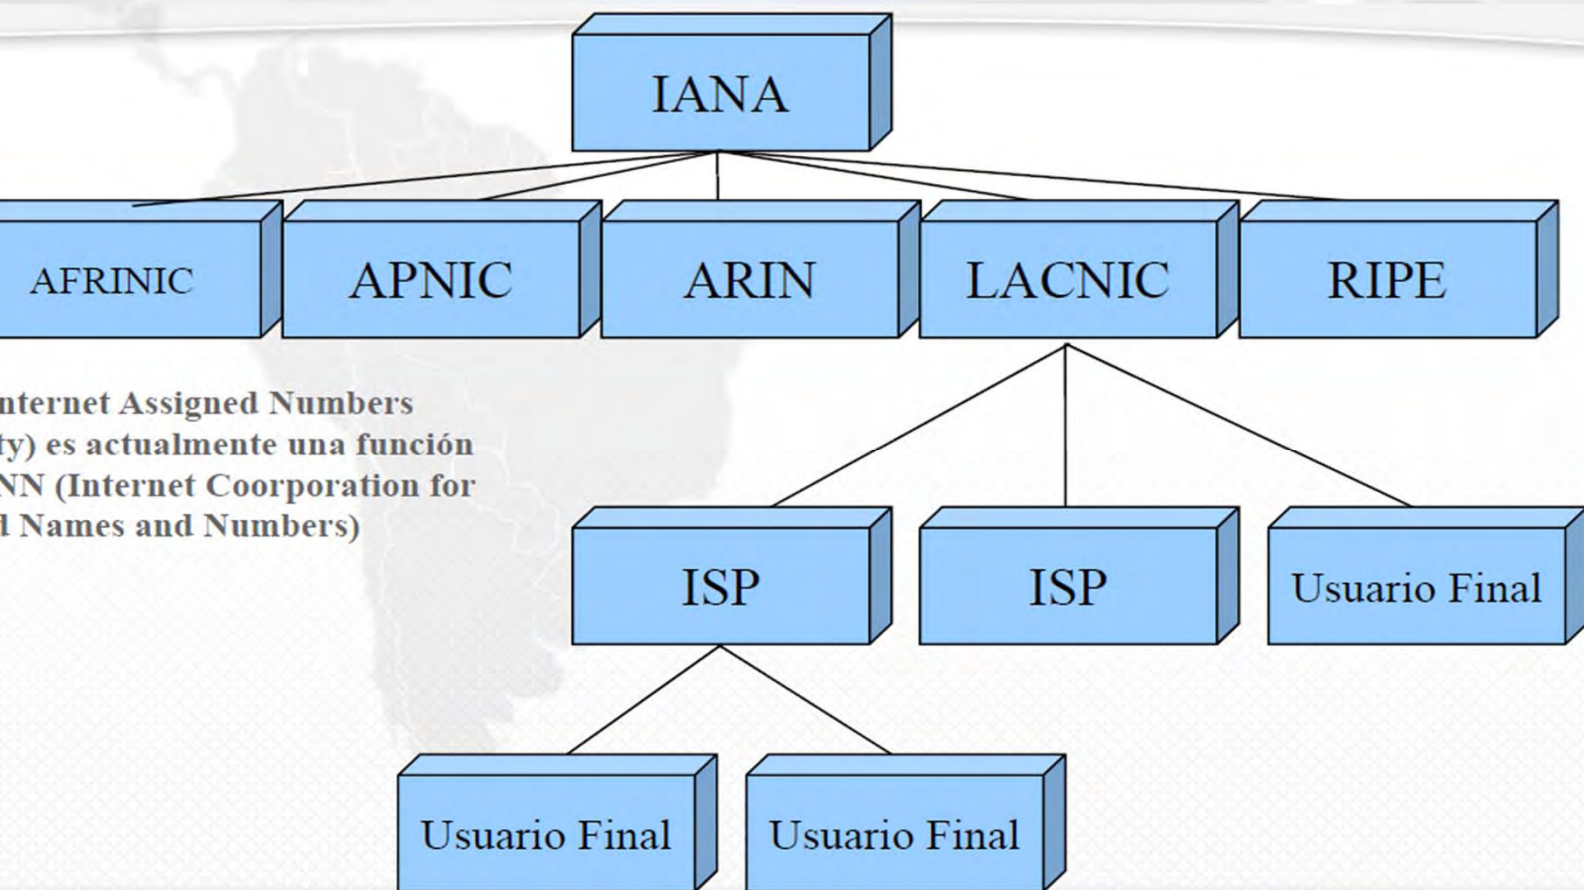 IANA
AFRINIC
APNIC
ARIN
LACNIC
RIPE
nternet Assigned Numbers
ty) es actualmente una función
NN (Internet Coorporation for
d Names and Numbers)
ISP
ISP
Usuario Final
Usuario Final
Usuario Final